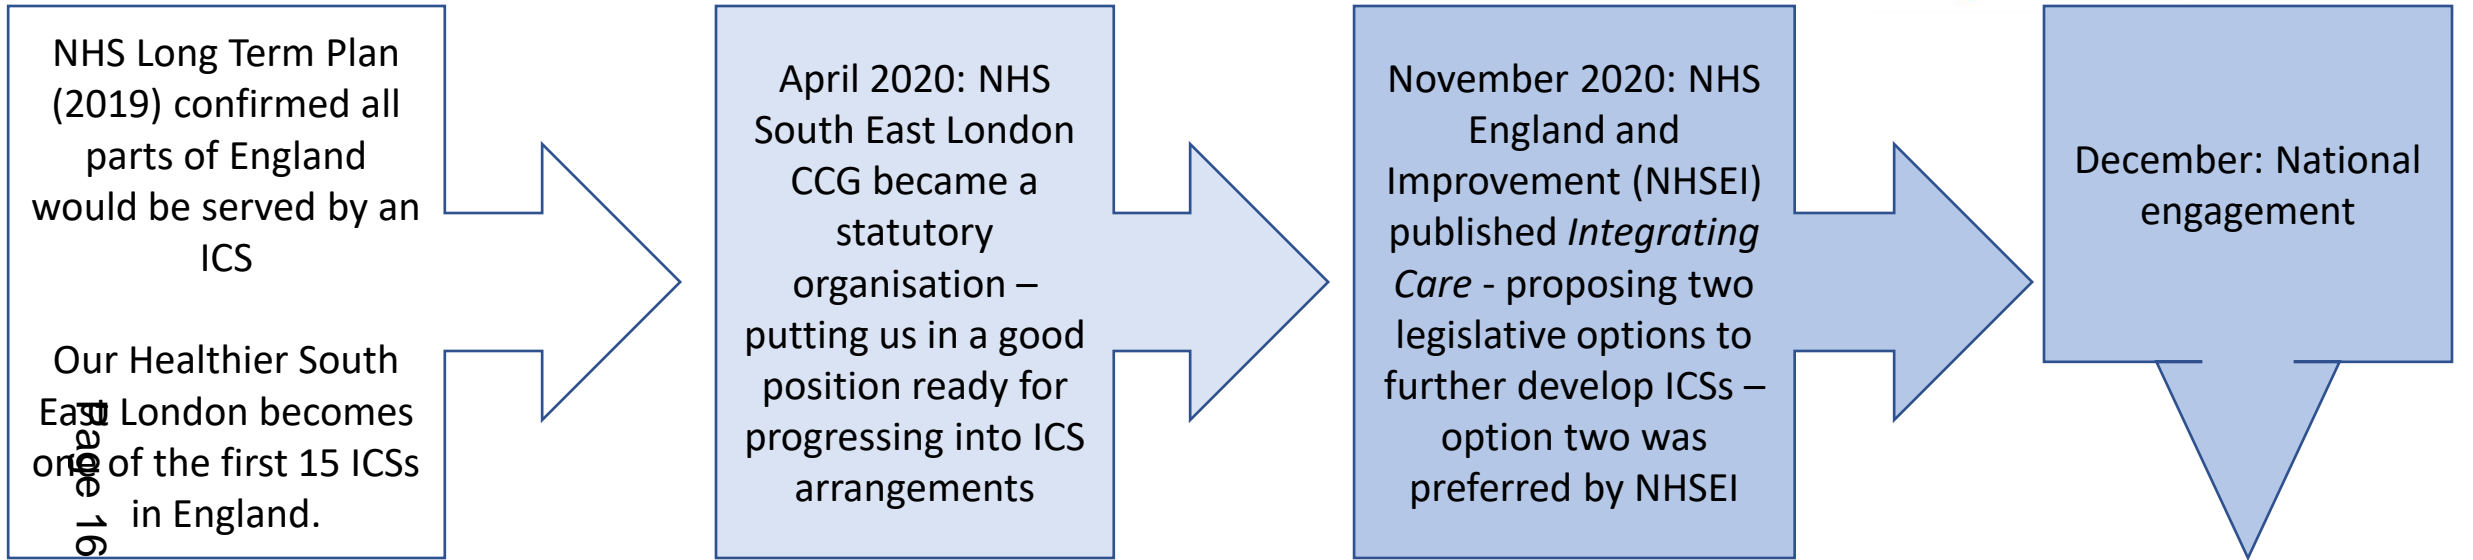 NHS Long Term Plan
(2019) confirmed all
parts of England
would be served by an
ICS
Our Healthier South
East London becomes
one of the first 15 ICSs
in England.
Page 16
April 2020: NHS
South East London
CCG became a
statutory
organisation –
putting us in a good
position ready for
progressing into ICS
arrangements
November 2020: NHS
England and
Improvement (NHSEI)
published Integrating
Care - proposing two
legislative options to
further develop ICSs –
option two was
preferred by NHSEI
December: National
engagement